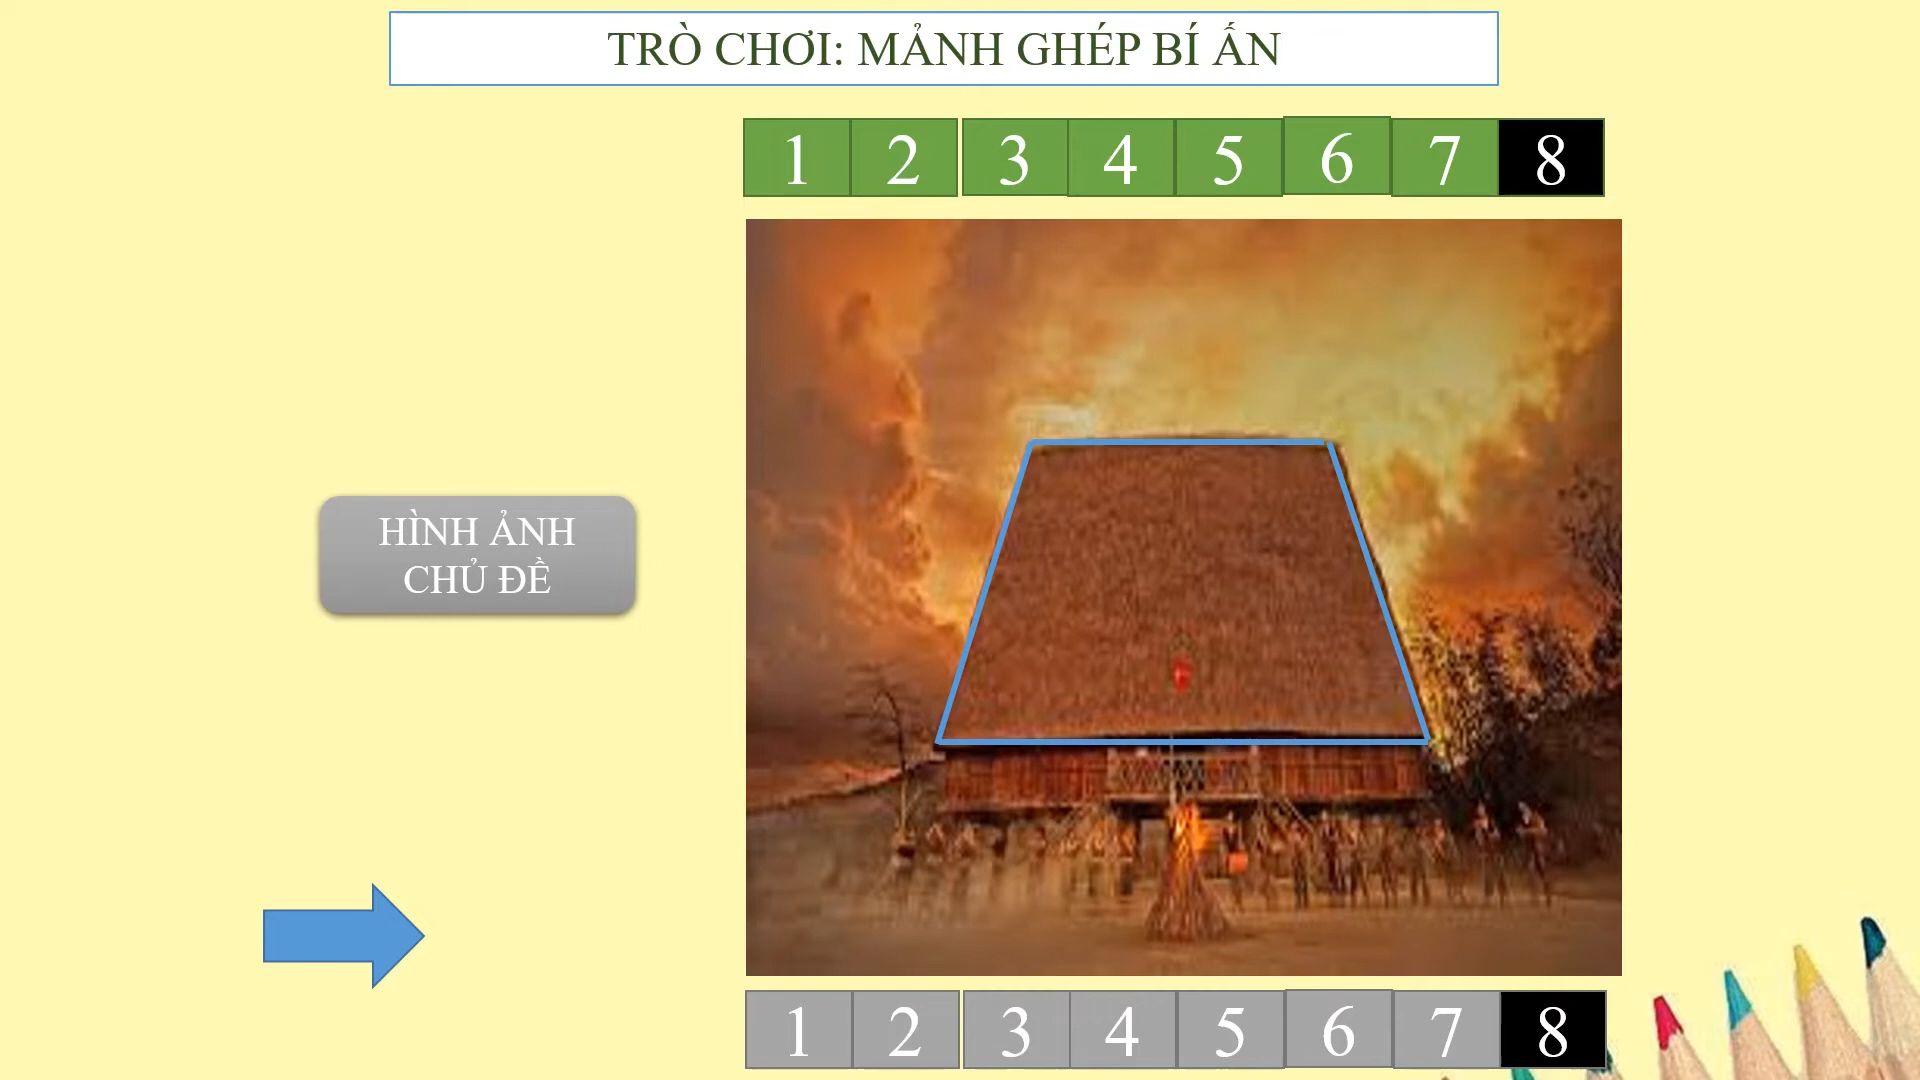 TRÒ CHƠI: MẢNH GHÉP BÍ ẨN
1 2 3 4 5 6 7 8
HÌNH ẢNH
CHỦ ĐỀ
1 2 3 4 5 6 7 8